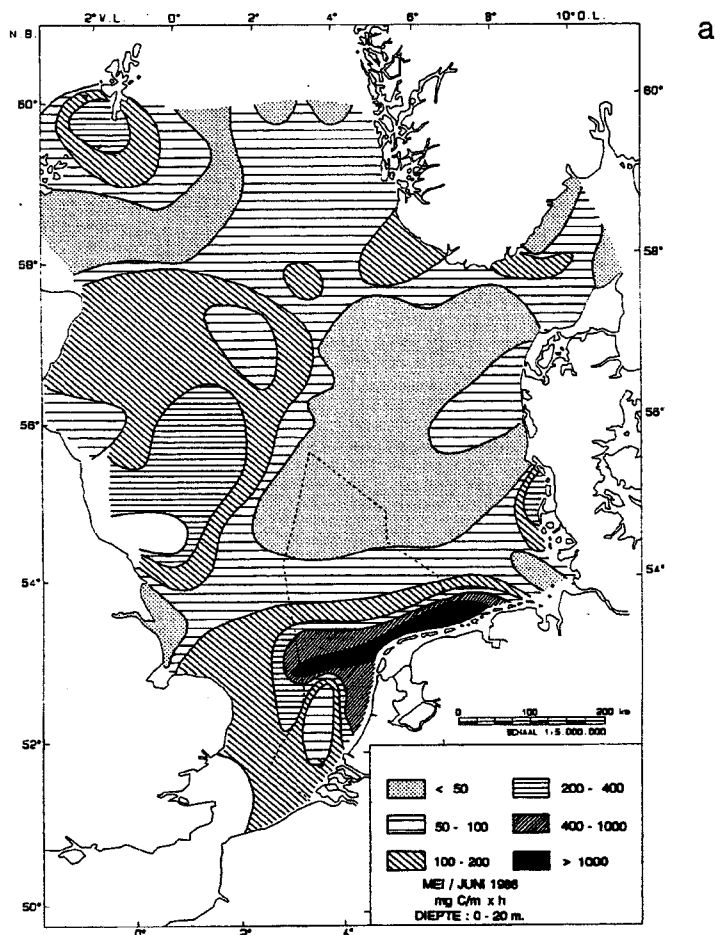 a
2° V.L. 0° 2° 4° 6° 8° 10° O.L.
N.B.
60° 60°
58° 58°
56° 56°
54° 54°
52°
50°
0 100 200 km
SCHAAL 1:5.000.000
< 50 200 - 400
50 - 100 400-1000
100 - 200 > 1000
MEI / JUNI 1986
mg C/m x h
DIEPTE : 0 - 20 m.
0° 2° 4°